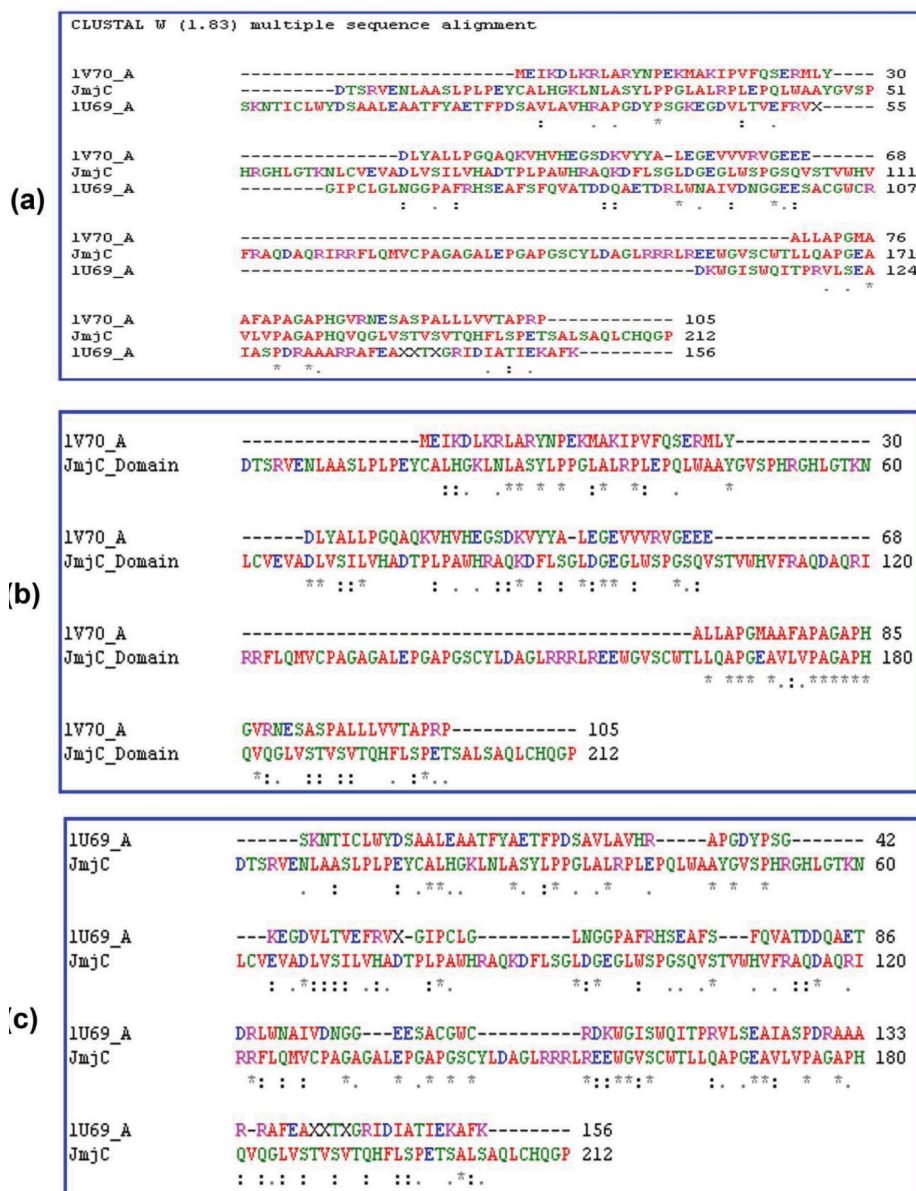 CLUSTAL W (1.83) multiple sequence alignment
1V70_A --------------------------MEIKDLKRLARYNPEKMAKIPVFQSERMLY---- 30
JmjC ---------DTSRVENLAASLPLPEYCALHGKLNLASYLPPGLALRPLEPQLWAAYGVSP 51
1U69_A SKNTICLWYDSAALEAATFYAETFPDSAVLAVHRAPGDYPSGKEGDVLTVEFRVX----- 55
: . . * : .
1V70_A ---------------DLYALLPGQAQKVHVHEGSDKVYYA-LEGEVVVRVGEEE------ 68
JmjC HRGHLGTKNLCVEVADLVSILVHADTPLPAWHRAQKDFLSGLDGEGLWSPGSQVSTVWHV 111
1U69_A --------GIPCLGLNGGPAFRHSEAFSFQVATDDQAETDRLWNAIVDNGGEESACGWCR 107
: . : :: * . *.:
(a)
1V70_A ----------------------------------------------------ALLAPGMA 76
JmjC FRAQDAQRIRRFLQMVCPAGAGALEPGAPGSCYLDAGLRRRLREEWGVSCWTLLQAPGEA 171
1U69_A -------------------------------------------DKWGISWQITPRVLSEA 124
. . *
1V70_A AFAPAGAPHGVRNESASPALLLVVTAPRP------------ 105
JmjC VLVPAGAPHQVQGLVSTVSVTQHFLSPETSALSAQLCHQGP 212
1U69_A IASPDRAAARRAFEAXXTXGRIDIATIEKAFK--------- 156
* *. .:.
1V70_A -----------------MEIKDLKRLARYNPEKMAKIPVFQSERMLY------------- 30
JmjC_Domain DTSRVENLAASLPLPEYCALHGKLNLASYLPPGLALRPLEPQLWAAYGVSPHRGHLGTKN 60
::. .** * * :* *: . *
1V70_A ------DLYALLPGQAQKVHVHEGSDKVYYA-LEGEVVVRVGEEE--------------- 68
JmjC_Domain LCVEVADLVSILVHADTPLPAWHRAQKDFLSGLDGEGLWSPGSQVSTVWHVFRAQDAQRI 120
** ::* : . . ::* : : *:** : *.:
(b)
1V70_A -------------------------------------------ALLAPGMAAFAPAGAPH 85
JmjC_Domain RRFLQMVCPAGAGALEPGAPGSCYLDAGLRRRLREEWGVSCWTLLQAPGEAVLVPAGAPH 180
* *** *.:.******
1V70_A GVRNESASPALLLVVTAPRP------------ 105
JmjC_Domain QVQGLVSTVSVTQHFLSPETSALSAQLCHQGP 212
*:. :: :: . :*..
1U69_A ------SKNTICLWYDSAALEAATFYAETFPDSAVLAVHR-----APGDYPSG------- 42
JmjC DTSRVENLAASLPLPEYCALHGKLNLASYLPPGLALRPLEPQLWAAYGVSPHRGHLGTKN 60
. : : .**.. *. :* . * . * * *
1U69_A ---KEGDVLTVEFRVX-GIPCLG---------LNGGPAFRHSEAFS---FQVATDDQAET 86
JmjC LCVEVADLVSILVHADTPLPAWHRAQKDFLSGLDGEGLWSPGSQVSTVWHVFRAQDAQRI 120
: .*:::: .:. :*. *:* : .. . . . ::* .
(c)
1U69_A DRLWNAIVDNGG---EESACGWC----------RDKWGISWQITPRVLSEAIASPDRAAA 133
JmjC RRFLQMVCPAGAGALEPGAPGSCYLDAGLRRRLREEWGVSCWTLLQAPGEAVLVPAGAPH 180
*: : : *. * .* * * *::**:* :. .**: * *.
1U69_A R-RAFEAXXTXGRIDIATIEKAFK-------- 156
JmjC QVQGLVSTVSVTQHFLSPETSALSAQLCHQGP 212
: :.: : : : ::. .*:.